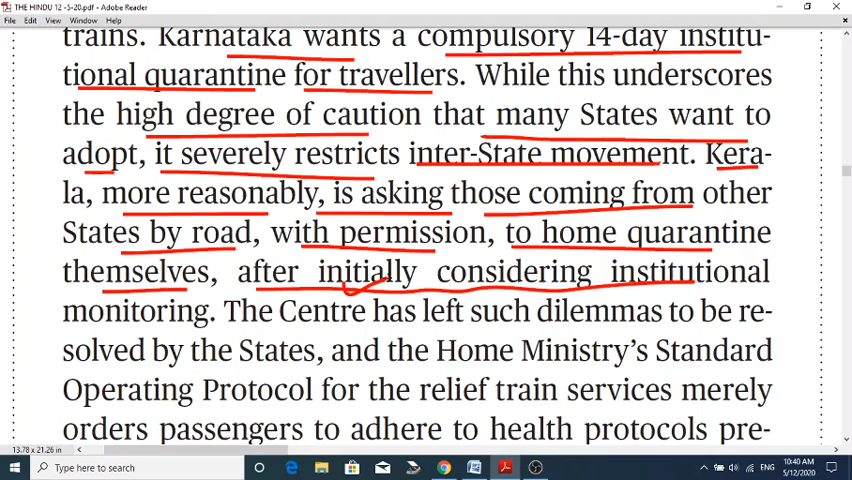 THE HINDU 12 -5-20.pdf - Adobe Reader
File Edit View Window Help
trains. Karnataka wants a compulsory 14-day institu-
tional quarantine for travellers. While this underscores
the high degree of caution that many States want to
adopt, it severely restricts inter-State movement. Kera-
la, more reasonably, is asking those coming from other
States by road, with permission, to home quarantine
themselves, after initially considering institutional
monitoring. The Centre has left such dilemmas to be re-
solved by the States, and the Home Ministry’s Standard
Operating Protocol for the relief train services merely
orders passengers to adhere to health protocols pre-
13.78 x 21.26 in
Type here to search
ENG
10:40 AM
5/12/2020